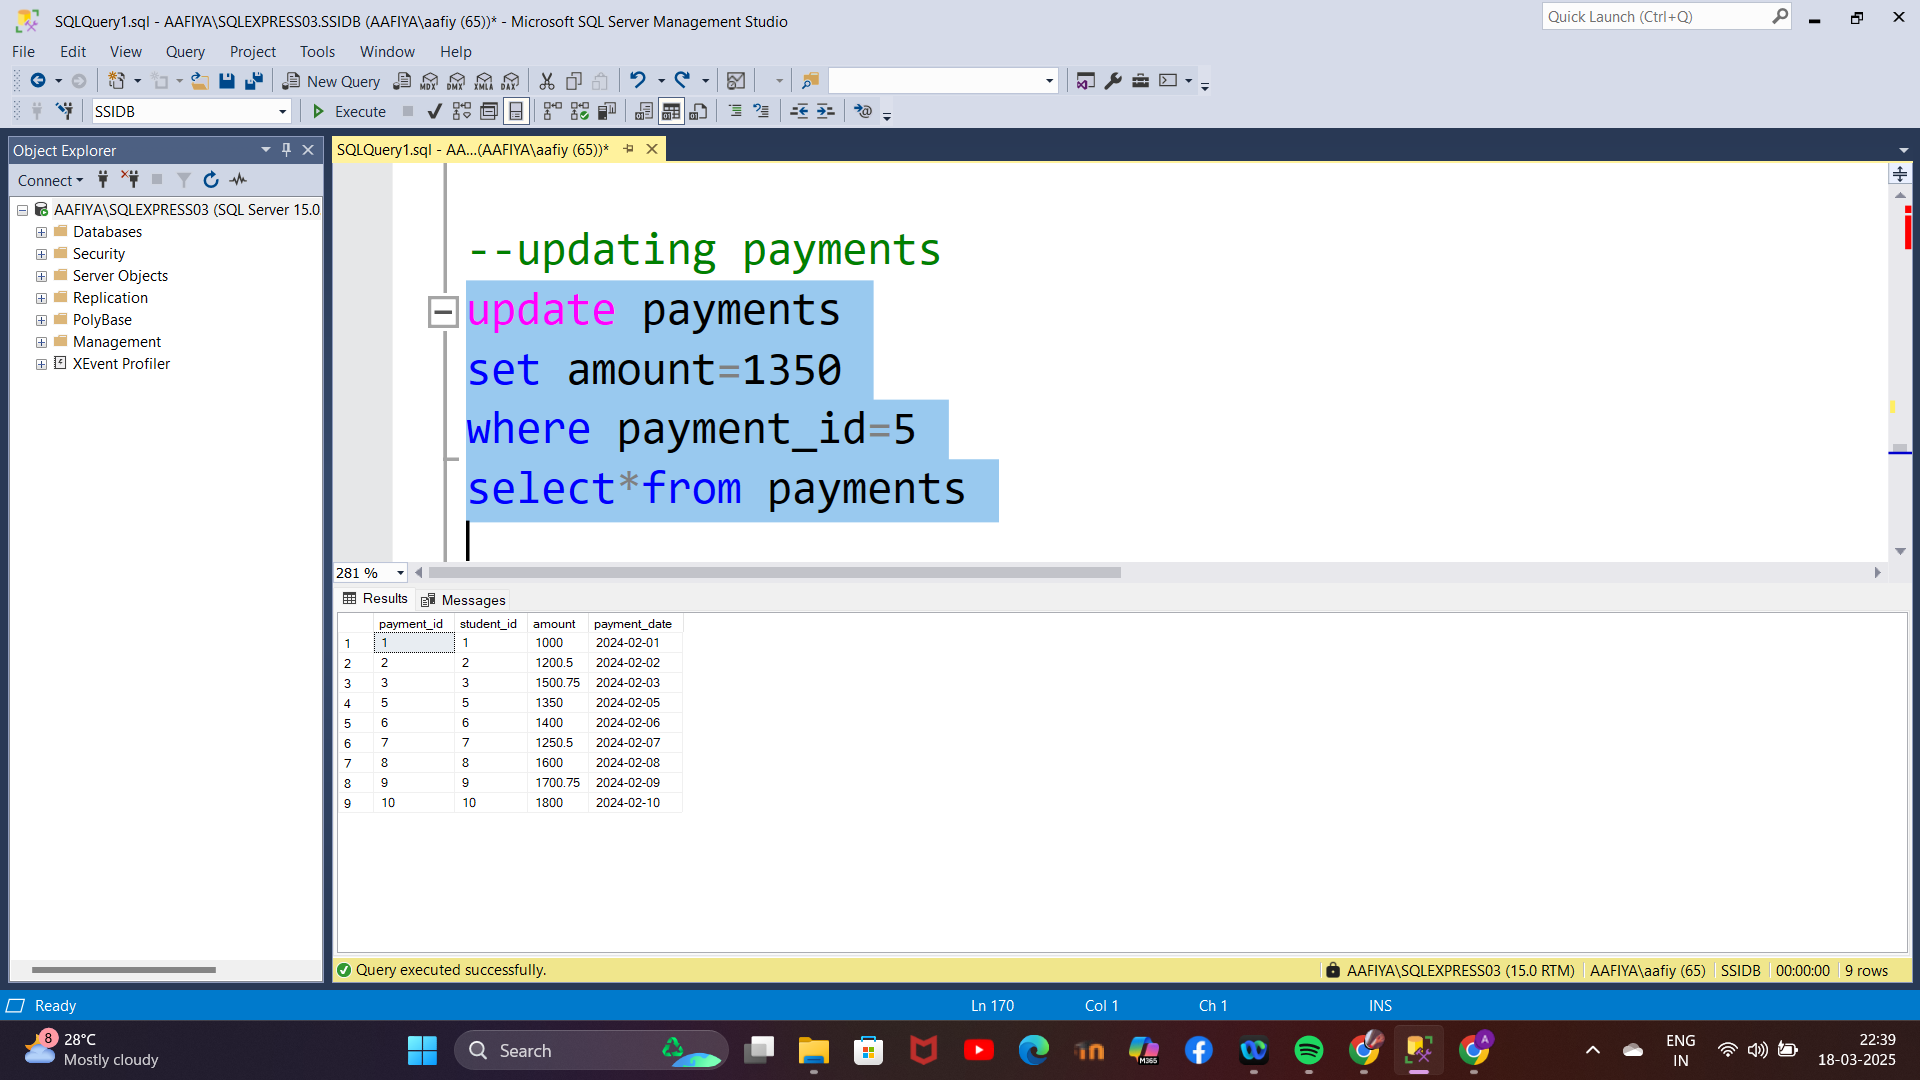 SQLQuery1.sql - AAFIYA\SQLEXPRESS03.SSIDB (AAFIYA\aafiy (65))* - Microsoft SQL Server Management Studio
Quick Launch (Ctrl+Q)
File Edit View Query Project Tools Window Help
New Query MDX DMX XMLA DAX
SSIDB Execute
Object Explorer
SQLQuery1.sql - AA...(AAFIYA\aafiy (65))*
Connect
AAFIYA\SQLEXPRESS03 (SQL Server 15.0
Databases
Security
Server Objects
Replication
PolyBase
Management
XEvent Profiler
--updating payments
update payments
set amount=1350
where payment_id=5
select*from payments
281 %
Results Messages
payment_id student_id amount payment_date
1 1 1 1000 2024-02-01
2 2 2 1200.5 2024-02-02
3 3 3 1500.75 2024-02-03
4 5 5 1350 2024-02-05
5 6 6 1400 2024-02-06
6 7 7 1250.5 2024-02-07
7 8 8 1600 2024-02-08
8 9 9 1700.75 2024-02-09
9 10 10 1800 2024-02-10
Query executed successfully.
AAFIYA\SQLEXPRESS03 (15.0 RTM) AAFIYA\aafiy (65) SSIDB 00:00:00 9 rows
Ready Ln 170 Col 1 Ch 1 INS
8 28°C
Mostly cloudy
Search
M365
A
ENG
IN
22:39
18-03-2025